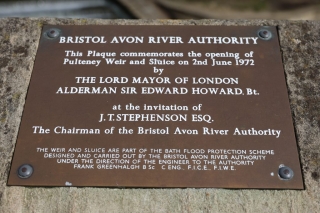 BRISTOL AVON RIVER AUTHORITY
This Plaque commemorates the opening of
Pulteney Weir and Sluice on 2nd June 1972
by
THE LORD MAYOR OF LONDON
ALDERMAN SIR EDWARD HOWARD, Bt.
at the invitation of
J.T. STEPHENSON ESQ.
The Chairman of the Bristol Avon River Authority
THE WEIR AND SLUICE ARE PART OF THE BATH FLOOD PROTECTION SCHEME
DESIGNED AND CARRIED OUT BY THE BRISTOL AVON RIVER AUTHORITY
UNDER THE DIRECTION OF THE ENGINEER TO THE AUTHORITY
FRANK GREENHALGH B Sc C ENG., F.I.C.E., P.I.W.E.